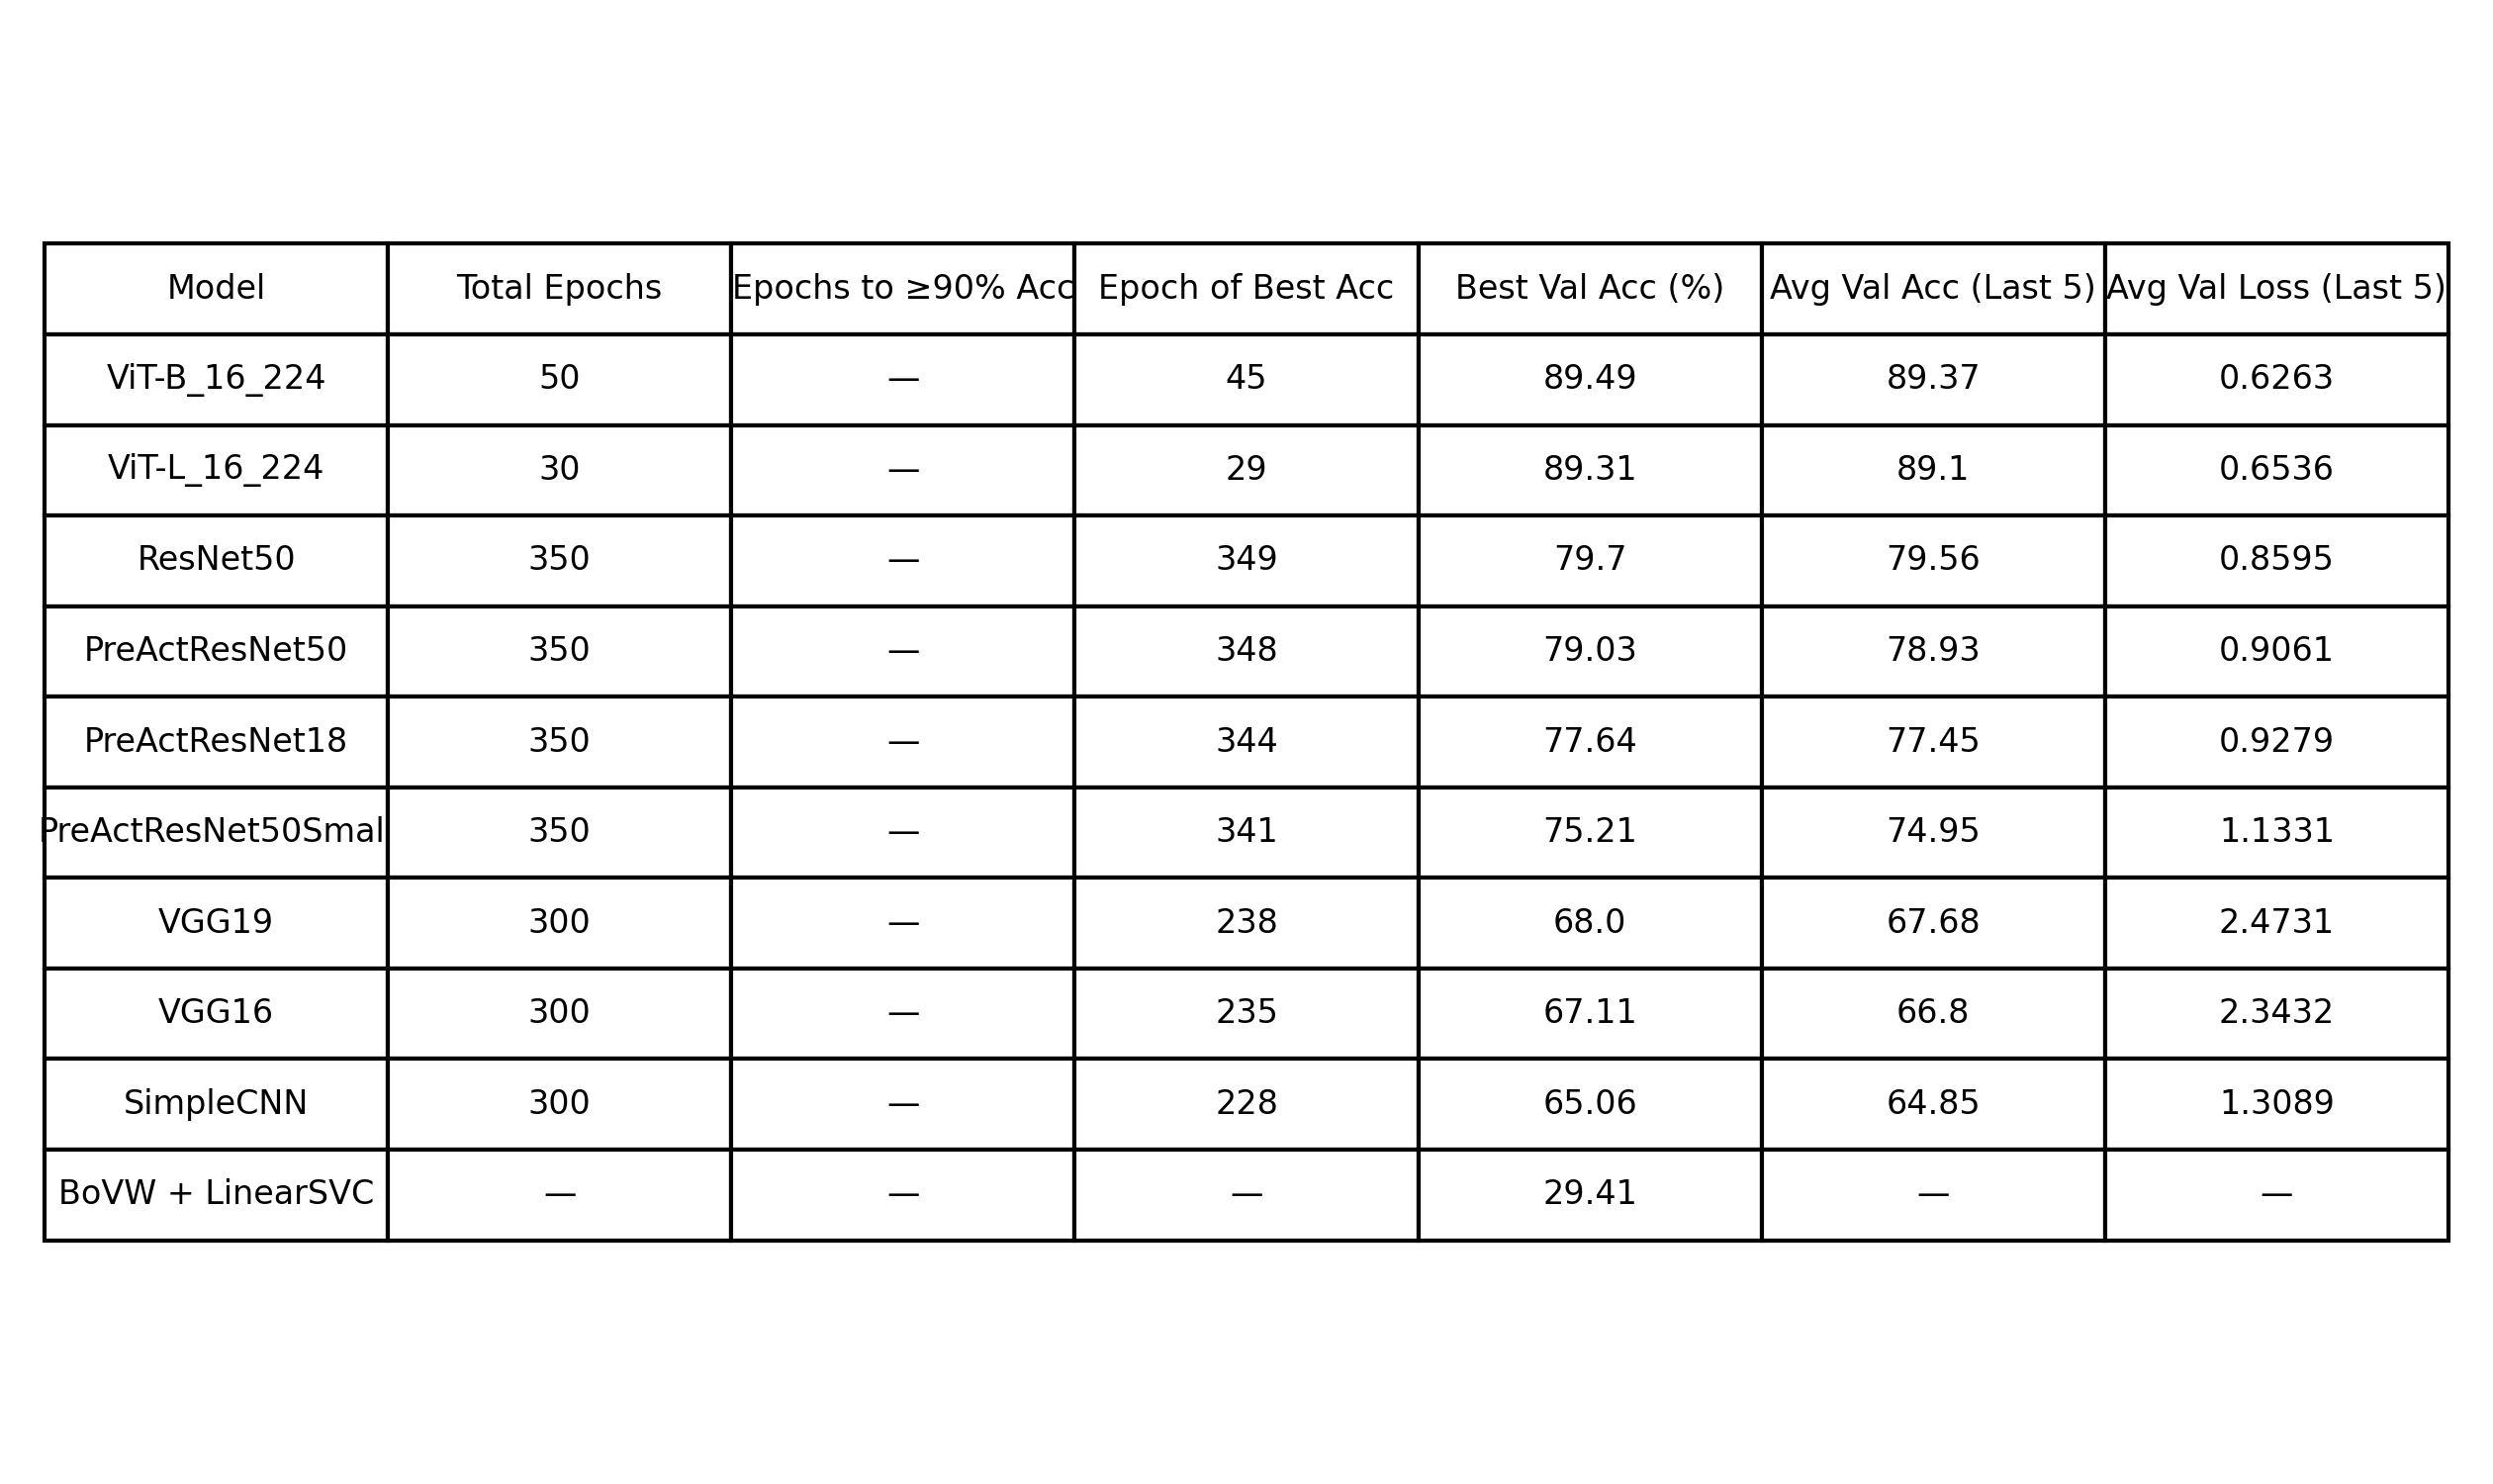 Model Total Epochs Epochs to ≥90% Acc Epoch of Best Acc Best Val Acc (%) Avg Val Acc (Last 5) Avg Val Loss (Last 5)
ViT-B_16_224 50 — 45 89.49 89.37 0.6263
ViT-L_16_224 30 — 29 89.31 89.1 0.6536
ResNet50 350 — 349 79.7 79.56 0.8595
PreActResNet50 350 — 348 79.03 78.93 0.9061
PreActResNet18 350 — 344 77.64 77.45 0.9279
PreActResNet50Small 350 — 341 75.21 74.95 1.1331
VGG19 300 — 238 68.0 67.68 2.4731
VGG16 300 — 235 67.11 66.8 2.3432
SimpleCNN 300 — 228 65.06 64.85 1.3089
BoVW + LinearSVC — — — 29.41 — —